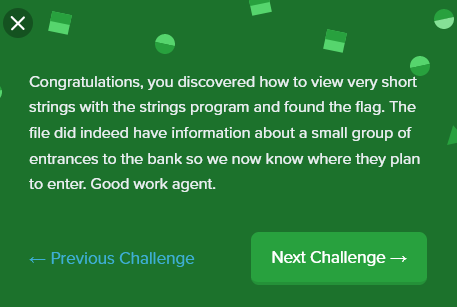 Congratulations, you discovered how to view very short
strings with the strings program and found the flag. The
file did indeed have information about a small group of
entrances to the bank so we now know where they plan
to enter. Good work agent.
← Previous Challenge
Next Challenge →